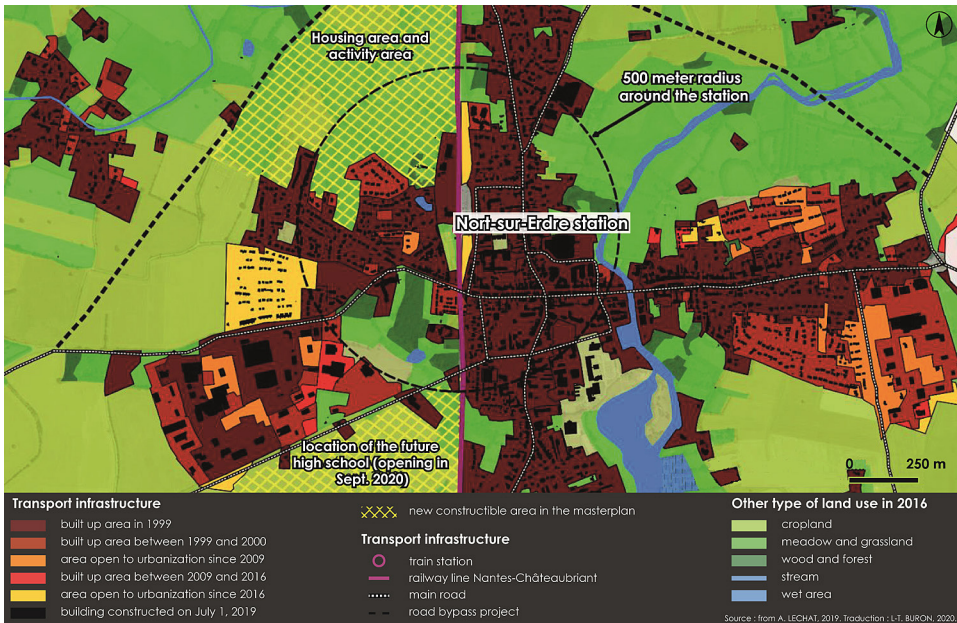 Housing area and
activity area
500 meter radius
around the station
Nort-sur-Erdre station
location of the future
high school (opening in
Sept. 2020)
0 250 m
Transport infrastructure
built up area in 1999
built up area between 1999 and 2000
area open to urbanization since 2009
built up area between 2009 and 2016
area open to urbanization since 2016
building constructed on July 1, 2019
new constructible area in the masterplan
Transport infrastructure
train station
railway line Nantes-Châteaubriant
main road
road bypass project
Other type of land use in 2016
cropland
meadow and grassland
wood and forest
stream
wet area
Source : from A. LECHAT, 2019, Traduction : L-T. BURON, 2020.